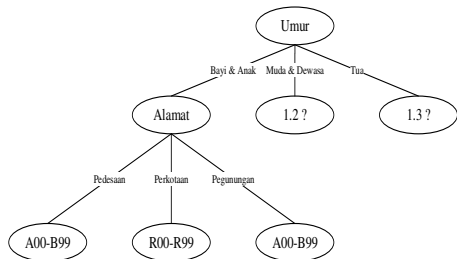 Umur
Bayi & Anak Muda & Dewasa Tua
Alamat 1.2 ? 1.3 ?
Pedesaan Perkotaan Pegunungan
A00-B99 R00-R99 A00-B99